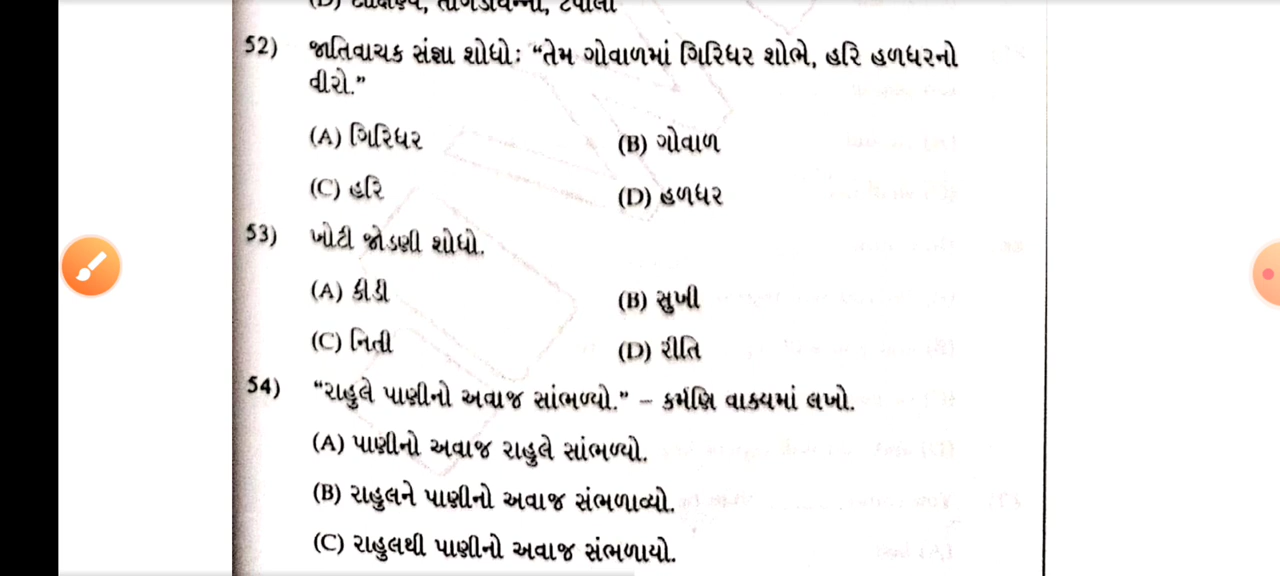 52) જાતિવાચક સંજ્ઞા શોધો: “તેમ ગોવાળમાં ગિરિધર શોભે, હરિ હળધરનો
વીરો.”
(A) ગિરિધર (B) ગોવાળ
(C) હરિ (D) હળધર
53) ખોટી જોડણી શોધો.
(A) કીડી (B) સુખી
(C) નિતી (D) રીતિ
54) “રાહુલે પાણીનો અવાજ સાંભળ્યો.” – કર્મણિ વાક્યમાં લખો.
(A) પાણીનો અવાજ રાહુલે સાંભળ્યો.
(B) રાહુલને પાણીનો અવાજ સંભળાવ્યો.
(C) રાહુલથી પાણીનો અવાજ સંભળાયો.